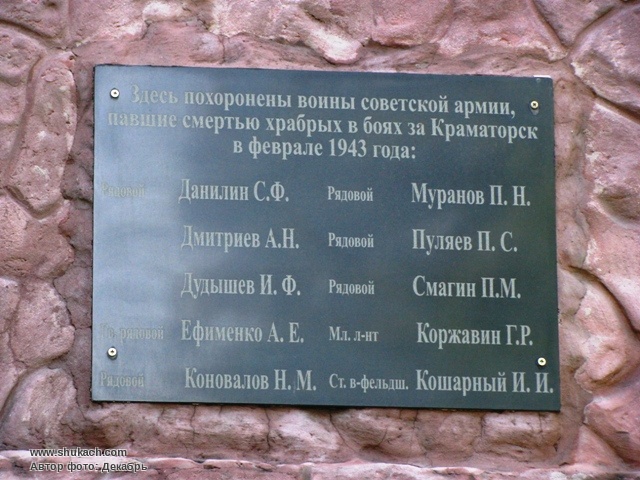 Здесь похоронены воины советской армии,
павшие смертью храбрых в боях за Краматорск
в феврале 1943 года:
Рядовой Данилин С.Ф. Рядовой Муранов П. Н.
Дмитриев А.Н. Рядовой Пуляев П. С.
Дудышев И. Ф. Рядовой Смагин П.М.
рядовой Ефименко А. Е. Мл. л-нт Коржавин Г.Р.
Рядовой Коновалов Н. М. Ст. в-фельдш. Кошарный И. И.
www.shukach.com
Автор фото: Декабрь